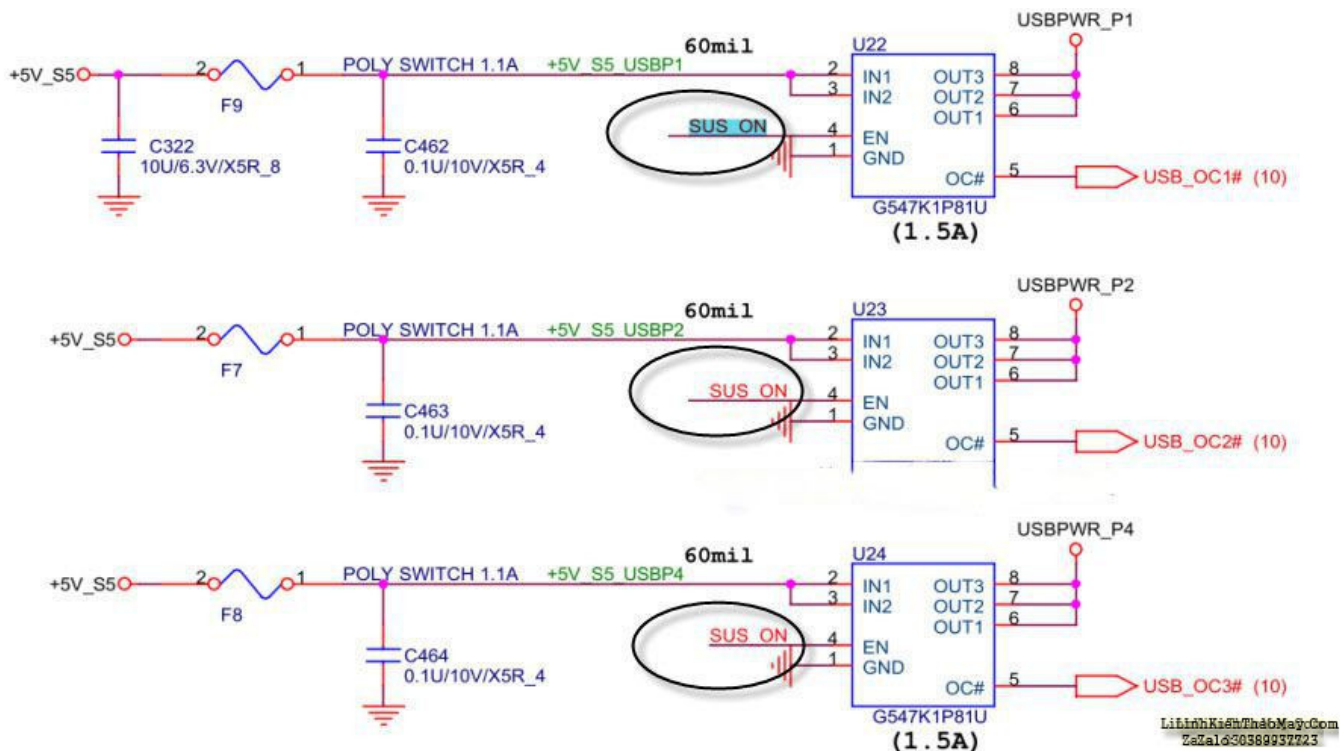 USBPWR_P1
60mil
U22
+5V_S5
2
1
POLY SWITCH 1.1A
+5V_S5_USBP1
2
IN1
OUT3
8
3
IN2
OUT2
7
OUT1
6
F9
SUS_ON
4
EN
1
GND
C322
10U/6.3V/X5R_8
C462
0.1U/10V/X5R_4
OC#
5
USB_OC1# (10)
G547K1P81U
(1.5A)
USBPWR_P2
60mil
U23
+5V_S5
2
1
POLY SWITCH 1.1A
+5V_S5_USBP2
2
IN1
OUT3
8
3
IN2
OUT2
7
OUT1
6
F7
SUS_ON
4
EN
1
GND
C463
0.1U/10V/X5R_4
OC#
5
USB_OC2# (10)
USBPWR_P4
60mil
U24
+5V_S5
2
1
POLY SWITCH 1.1A
+5V_S5_USBP4
2
IN1
OUT3
8
3
IN2
OUT2
7
OUT1
6
F8
SUS_ON
4
EN
1
GND
C464
0.1U/10V/X5R_4
OC#
5
USB_OC3# (10)
G547K1P81U
(1.5A)